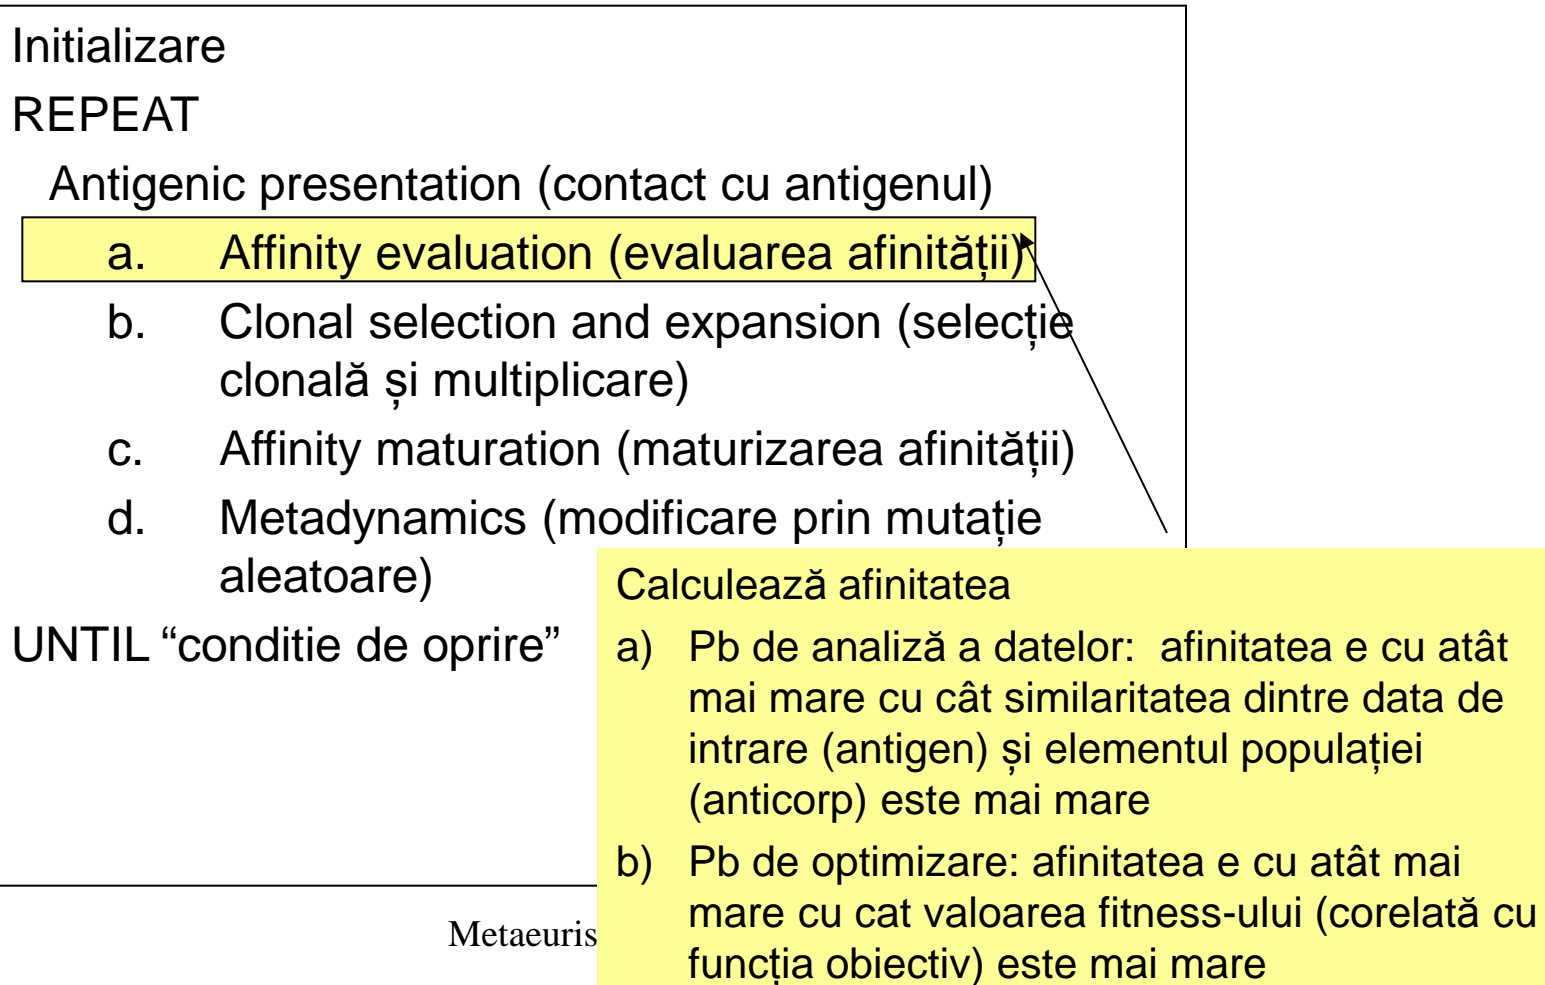 Initializare
REPEAT
Antigenic presentation (contact cu antigenul)
a. Affinity evaluation (evaluarea afinității)
b. Clonal selection and expansion (selecție
clonală și multiplicare)
c. Affinity maturation (maturizarea afinității)
d. Metadynamics (modificare prin mutație
aleatoare)
UNTIL “conditie de oprire”
Calculează afinitatea
a) Pb de analiză a datelor: afinitatea e cu atât
mai mare cu cât similaritatea dintre data de
intrare (antigen) și elementul populației
(anticorp) este mai mare
b) Pb de optimizare: afinitatea e cu atât mai
mare cu cat valoarea fitness-ului (corelată cu
funcția obiectiv) este mai mare
Metaeuris